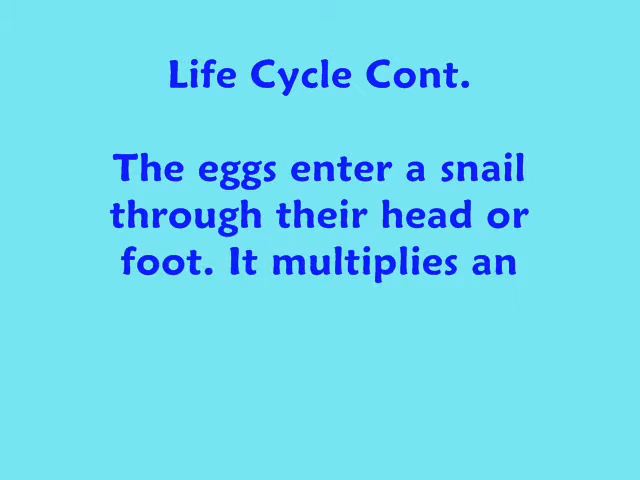 Life Cycle Cont.
The eggs enter a snail
through their head or
foot. It multiplies an